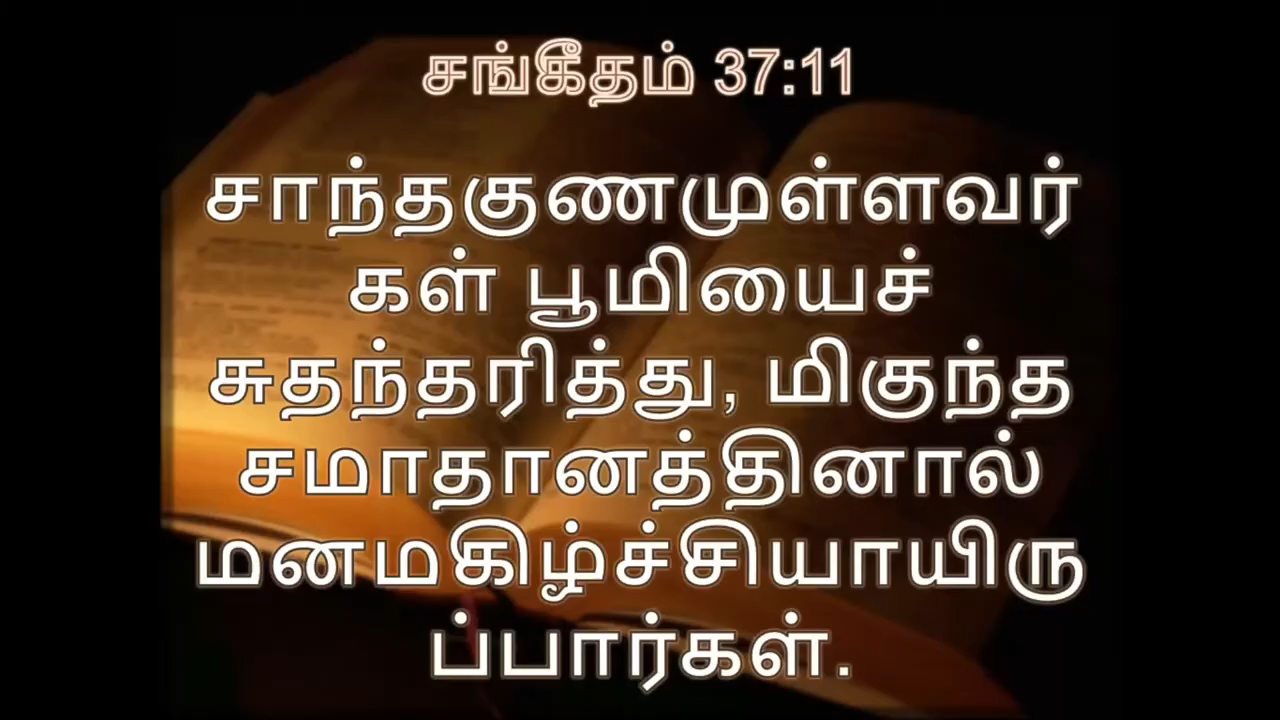 சங்கீதம் 37:11
சாந்தகுணமுள்ளவர்
கள் பூமியைச்
சுதந்தரித்து, மிகுந்த
சமாதானத்தினால்
மனமகிழ்ச்சியாயிரு
ப்பார்கள்.